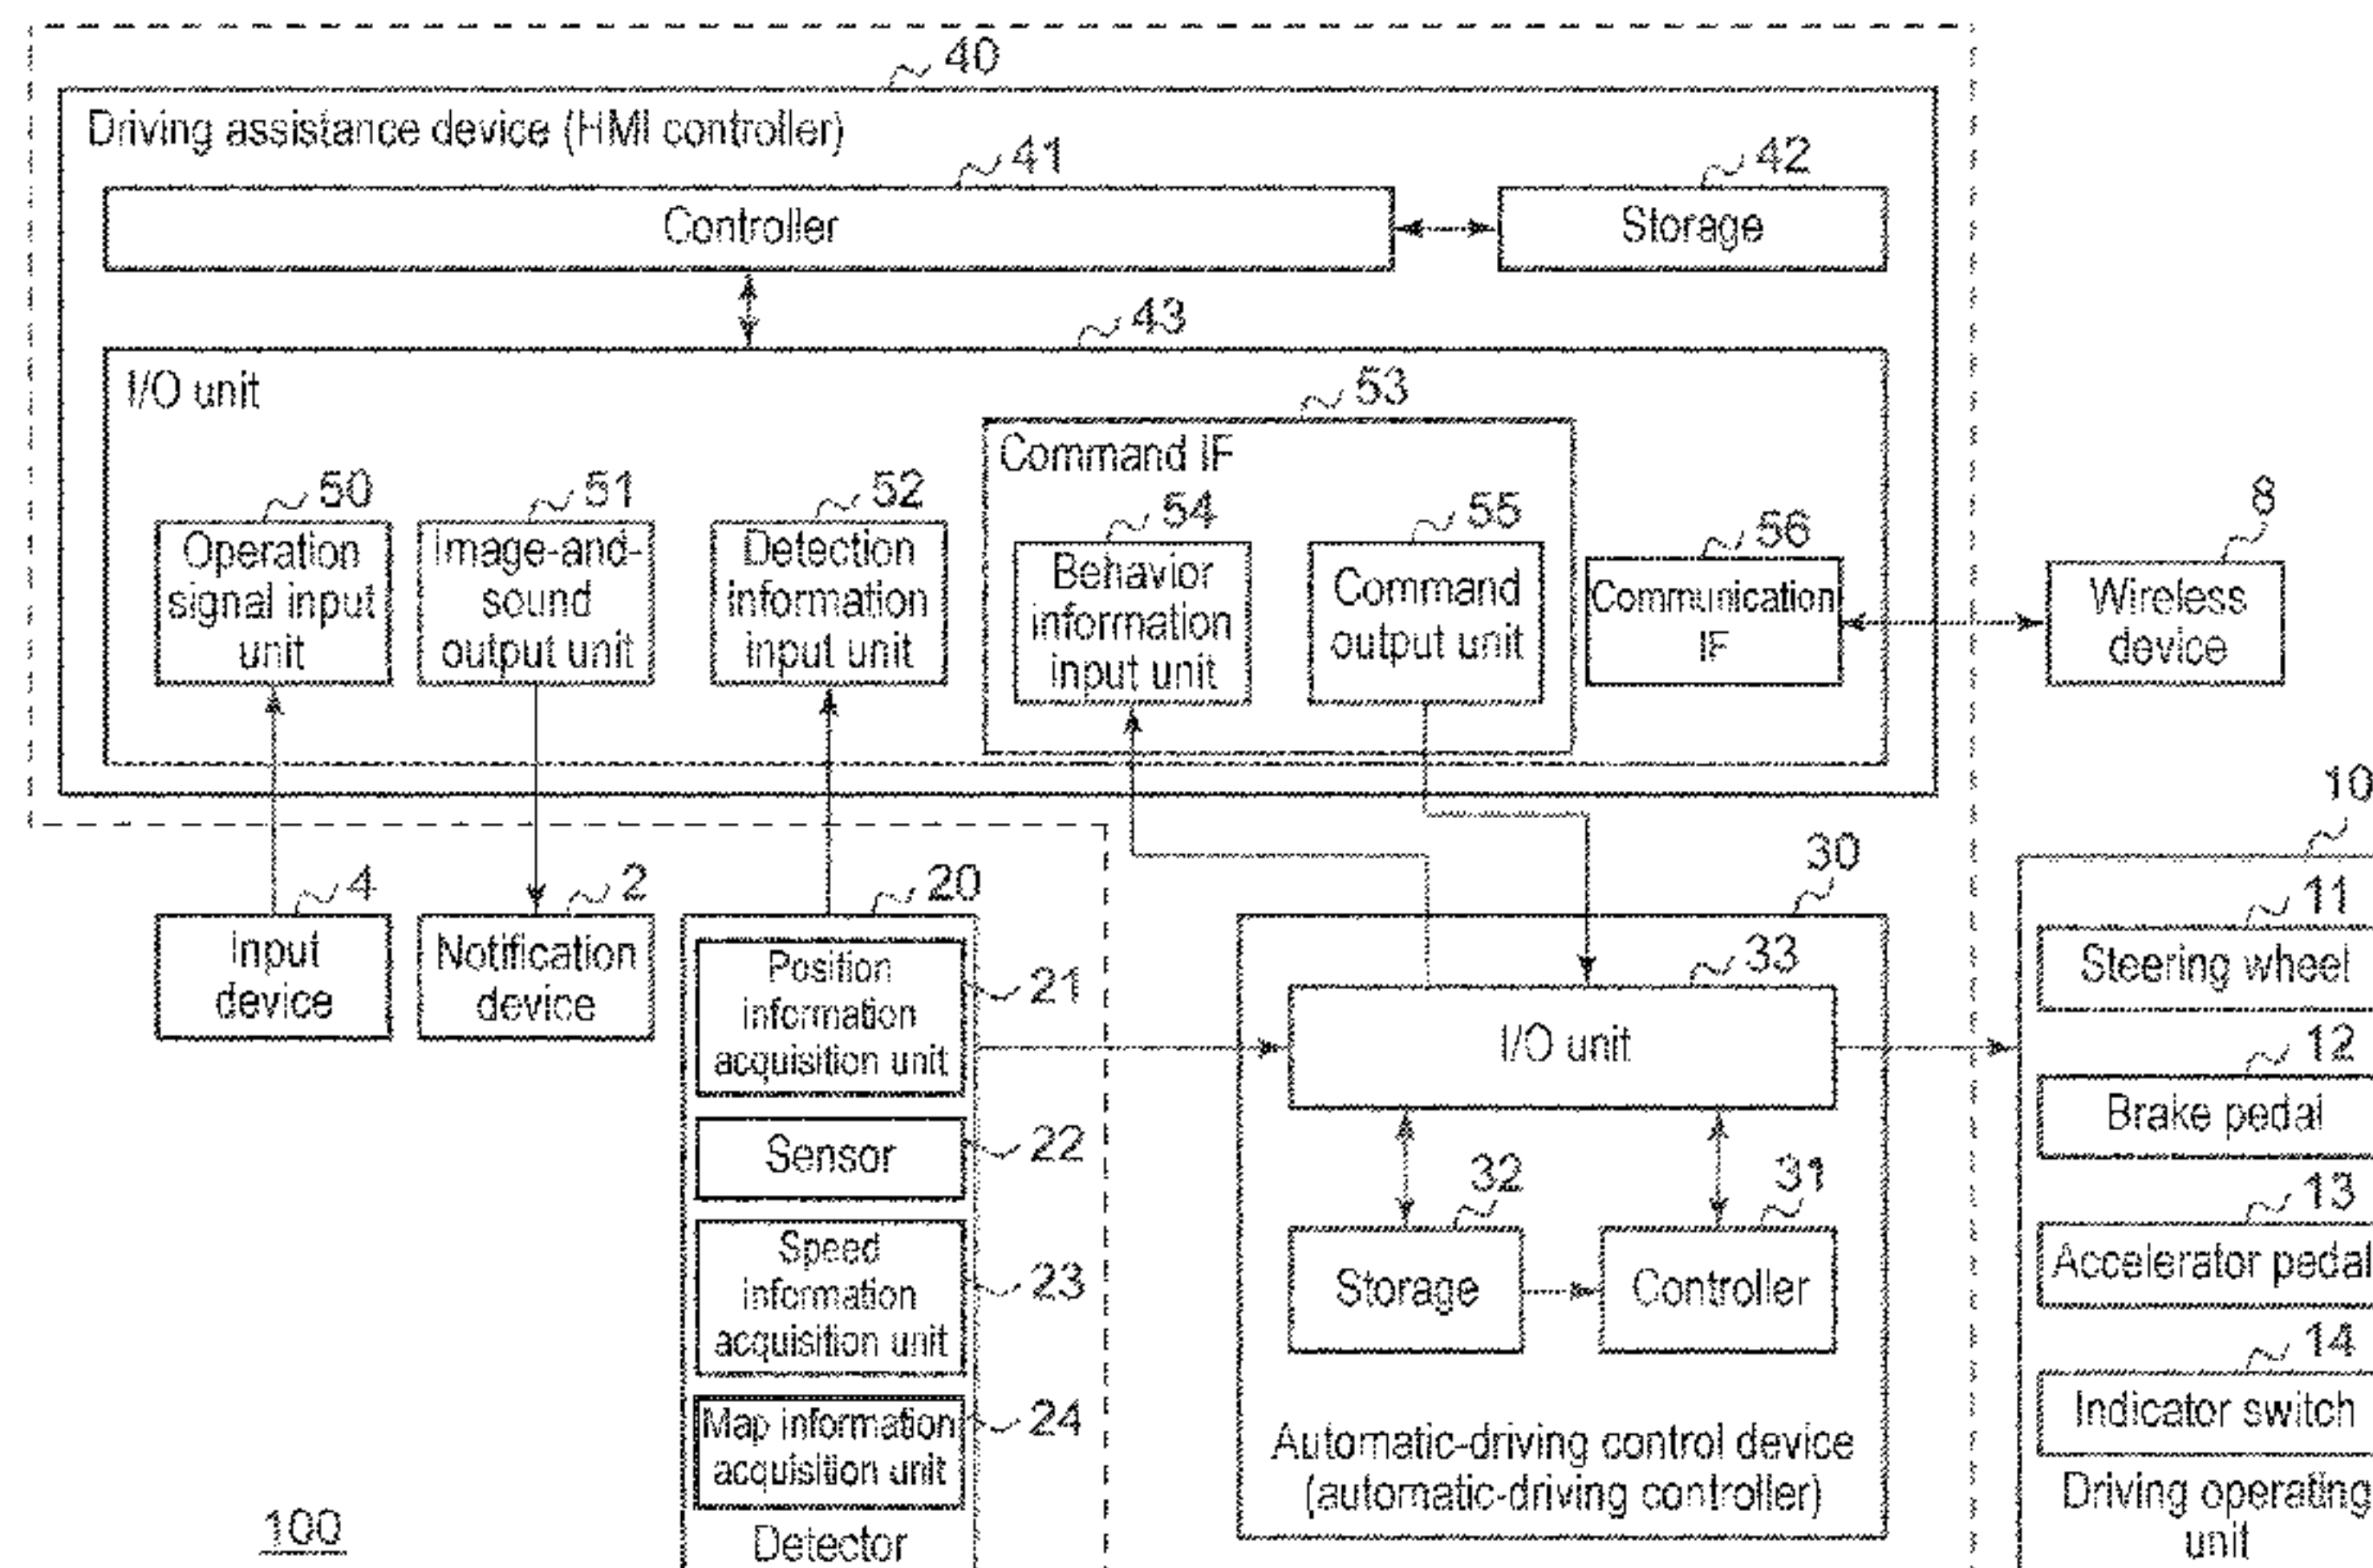 40
Driving assistance device (HMI controller)
41
42
Controller
Storage
43
I/O unit
53
Command IF
50
51
52
54
55
56
8
Operation
signal input
unit
Image-and-
sound
output unit
Detection
information
input unit
Behavior
information
input unit
Command
output unit
Communication
IF
Wireless
device
10
4
2
20
30
11
Input
device
Notification
device
Position
information
acquisition unit
21
33
I/O unit
Steering wheel
12
Brake pedal
Sensor
22
32
31
13
Speed
information
acquisition unit
23
Storage
Controller
Accelerator pedal
14
Map information
acquisition unit
24
Indicator switch
Automatic-driving control device
(automatic-driving controller)
Driving operating
unit
100
Detector